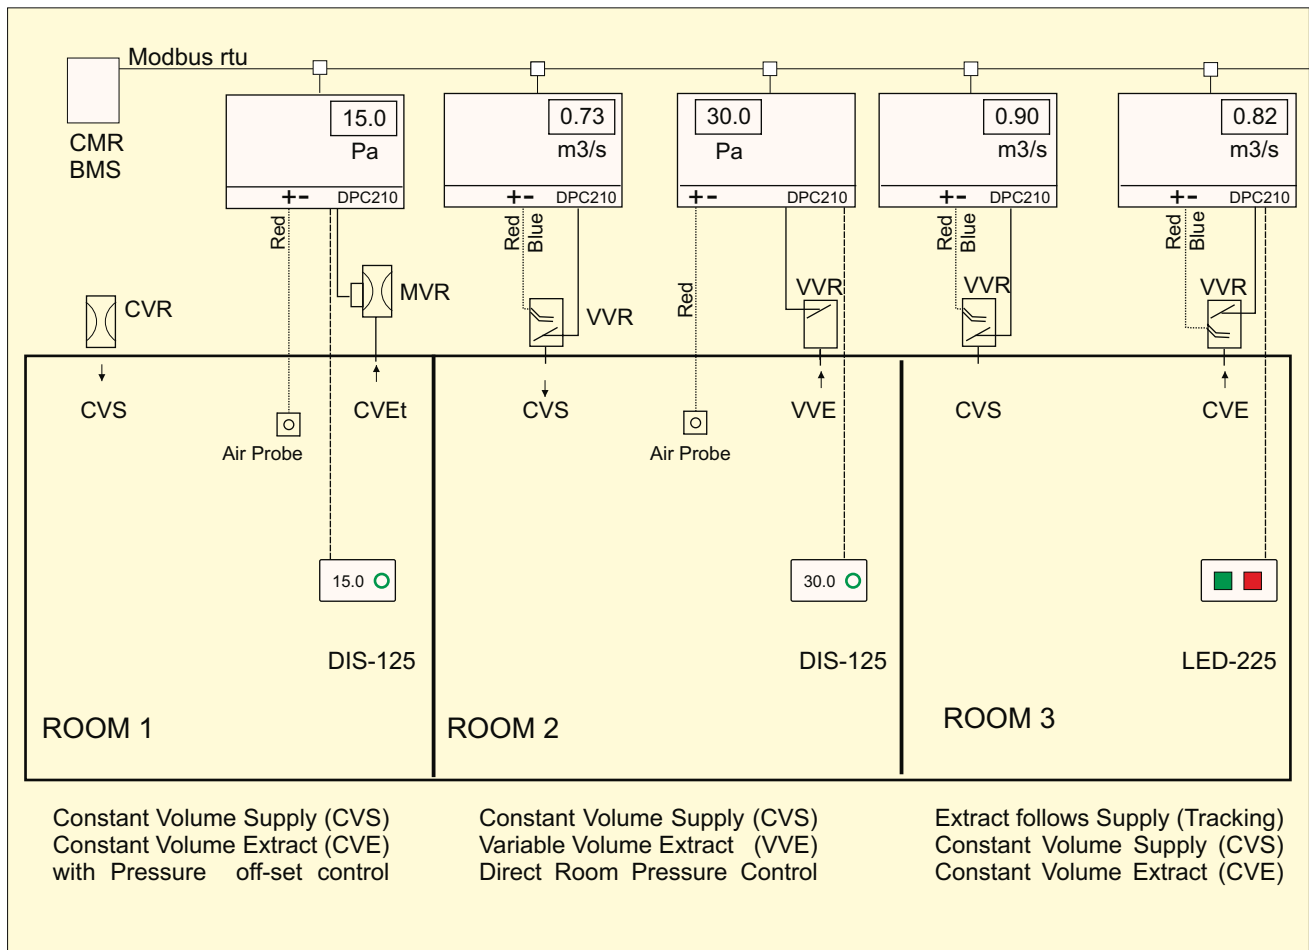 Modbus rtu
CMR
BMS
15.0
Pa
+- DPC210
0.73
m3/s
+- DPC210
30.0
Pa
+- DPC210
0.90
m3/s
+- DPC210
0.82
m3/s
+- DPC210
Red
Red
Blue
Red
Red
Blue
Red
Blue
CVR
MVR
VVR
VVR
VVR
VVR
CVS
CVEt
CVS
VVE
CVS
CVE
Air Probe
Air Probe
15.0
30.0
DIS-125
DIS-125
LED-225
ROOM 1
ROOM 2
ROOM 3
Constant Volume Supply (CVS)
Constant Volume Extract (CVE)
with Pressure off-set control
Constant Volume Supply (CVS)
Variable Volume Extract (VVE)
Direct Room Pressure Control
Extract follows Supply (Tracking)
Constant Volume Supply (CVS)
Constant Volume Extract (CVE)